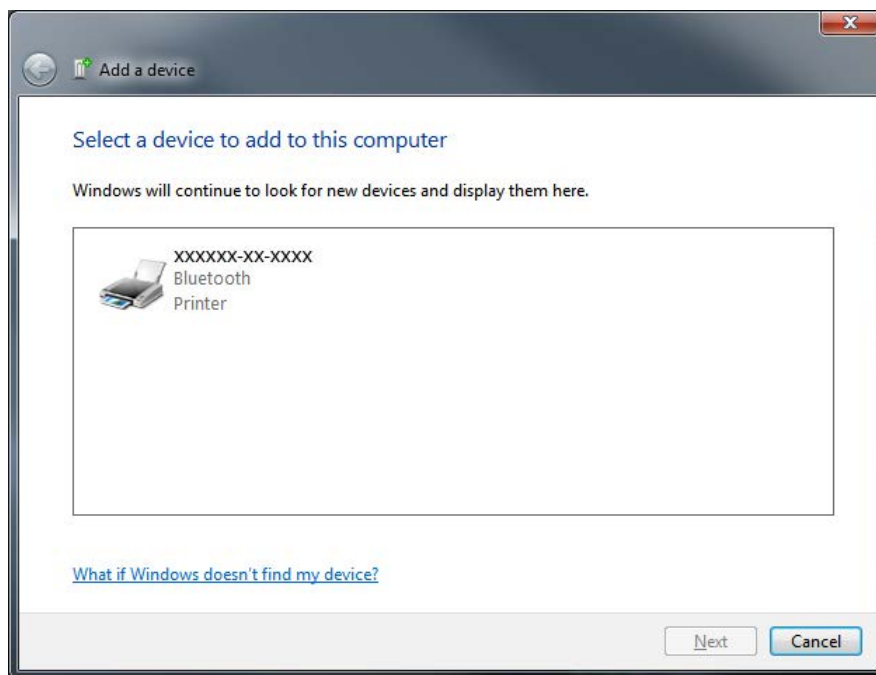 Add a device
Select a device to add to this computer
Windows will continue to look for new devices and display them here.
XXXXXX-XX-XXXX
Bluetooth
Printer
What if Windows doesn't find my device?
Next
Cancel